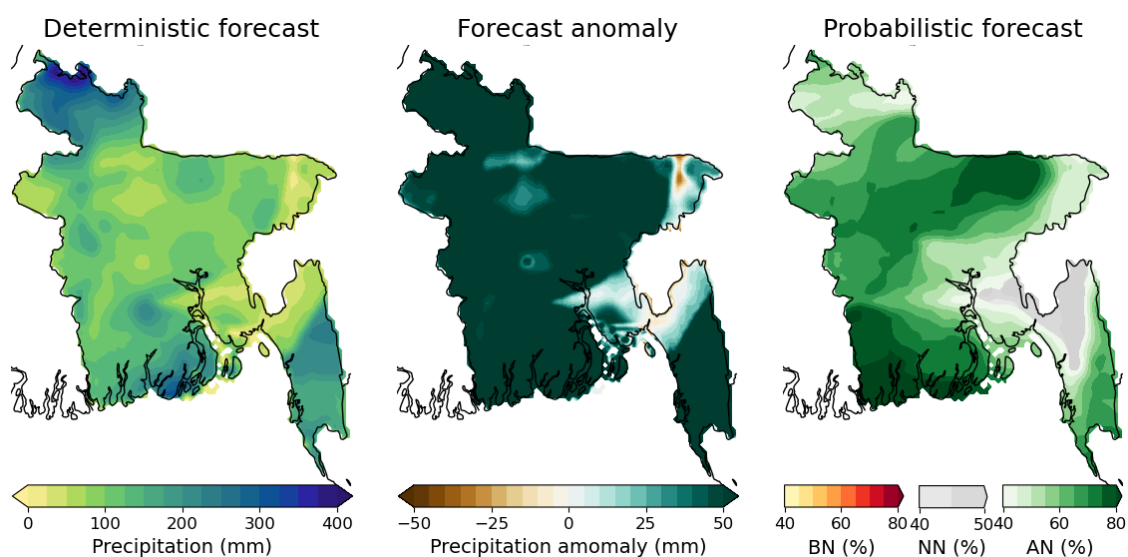 Deterministic forecast
Forecast anomaly
Probabilistic forecast
0 100 200 300 400
Precipitation (mm)
−50 −25 0 25 50
Precipitation amomaly (mm)
40 60 80
BN (%)
40 50
NN (%)
40 60 80
AN (%)